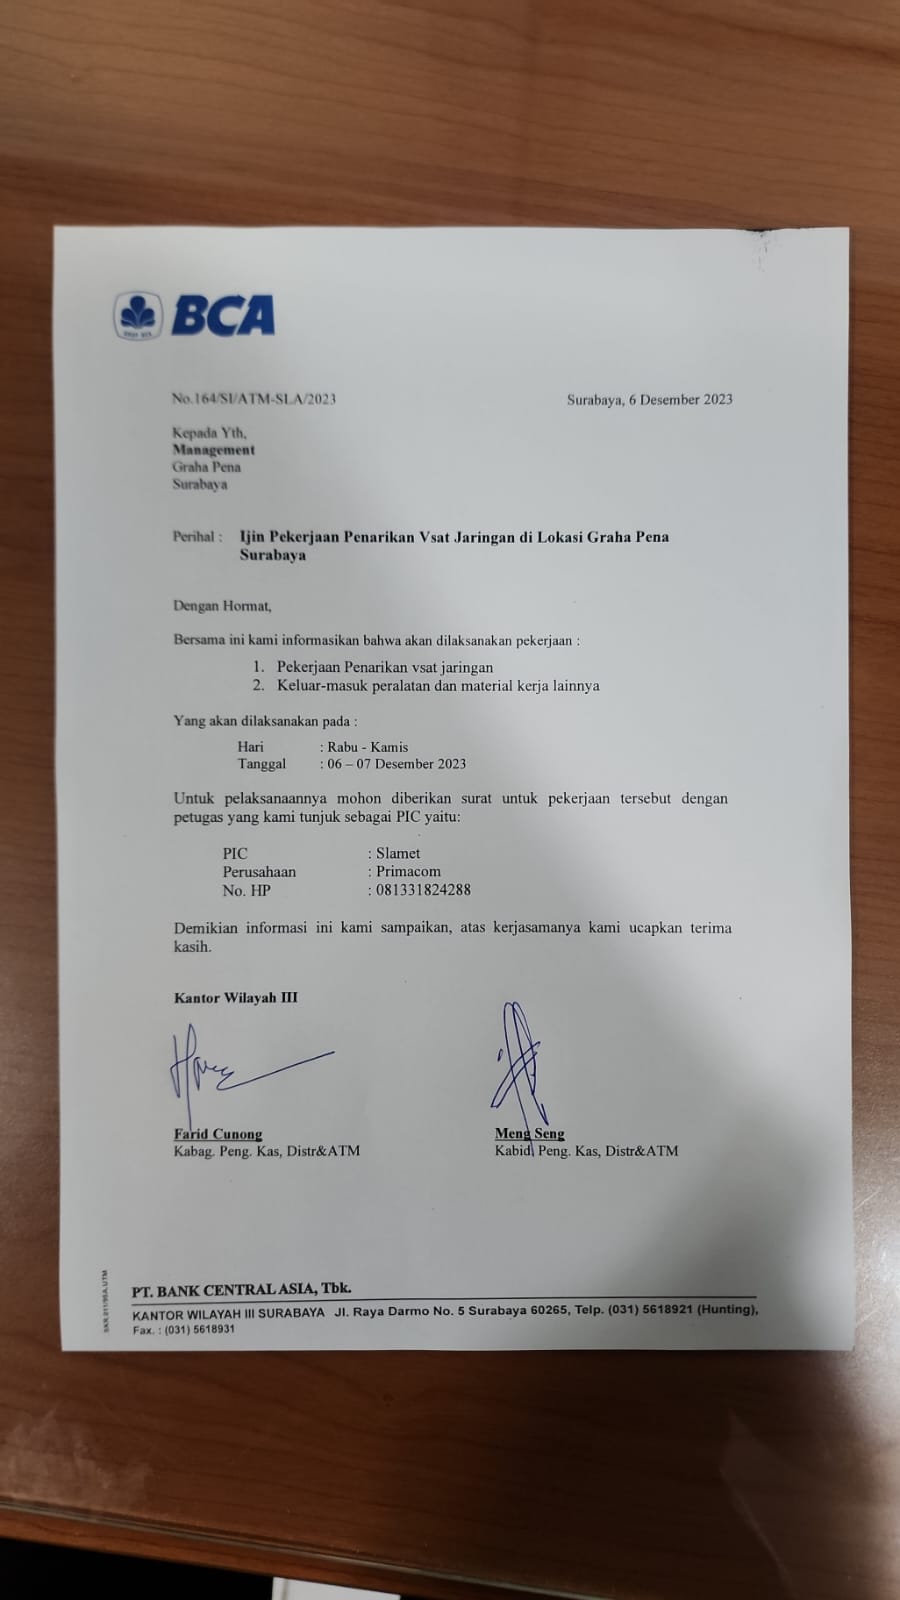 BCA
No.164/SI/ATM-SLA/2023 Surabaya, 6 Desember 2023
Kepada Yth,
Management
Graha Pena
Surabaya
Perihal : Ijin Pekerjaan Penarikan Vsat Jaringan di Lokasi Graha Pena
Surabaya
Dengan Hormat,
Bersama ini kami informasikan bahwa akan dilaksanakan pekerjaan :
1. Pekerjaan Penarikan vsat jaringan
2. Keluar-masuk peralatan dan material kerja lainnya
Yang akan dilaksanakan pada :
Hari : Rabu - Kamis
Tanggal : 06 – 07 Desember 2023
Untuk pelaksanaannya mohon diberikan surat untuk pekerjaan tersebut dengan
petugas yang kami tunjuk sebagai PIC yaitu:
PIC : Slamet
Perusahaan : Primacom
No. HP : 081331824288
Demikian informasi ini kami sampaikan, atas kerjasamanya kami ucapkan terima
kasih.
Kantor Wilayah III
Farid Cunong Meng Seng
Kabag. Peng. Kas, Distr&ATM Kabid. Peng. Kas, Distr&ATM
PT. BANK CENTRAL ASIA, Tbk.
KANTOR WILAYAH III SURABAYA Jl. Raya Darmo No. 5 Surabaya 60265, Telp. (031) 5618921 (Hunting),
Fax. : (031) 5618931